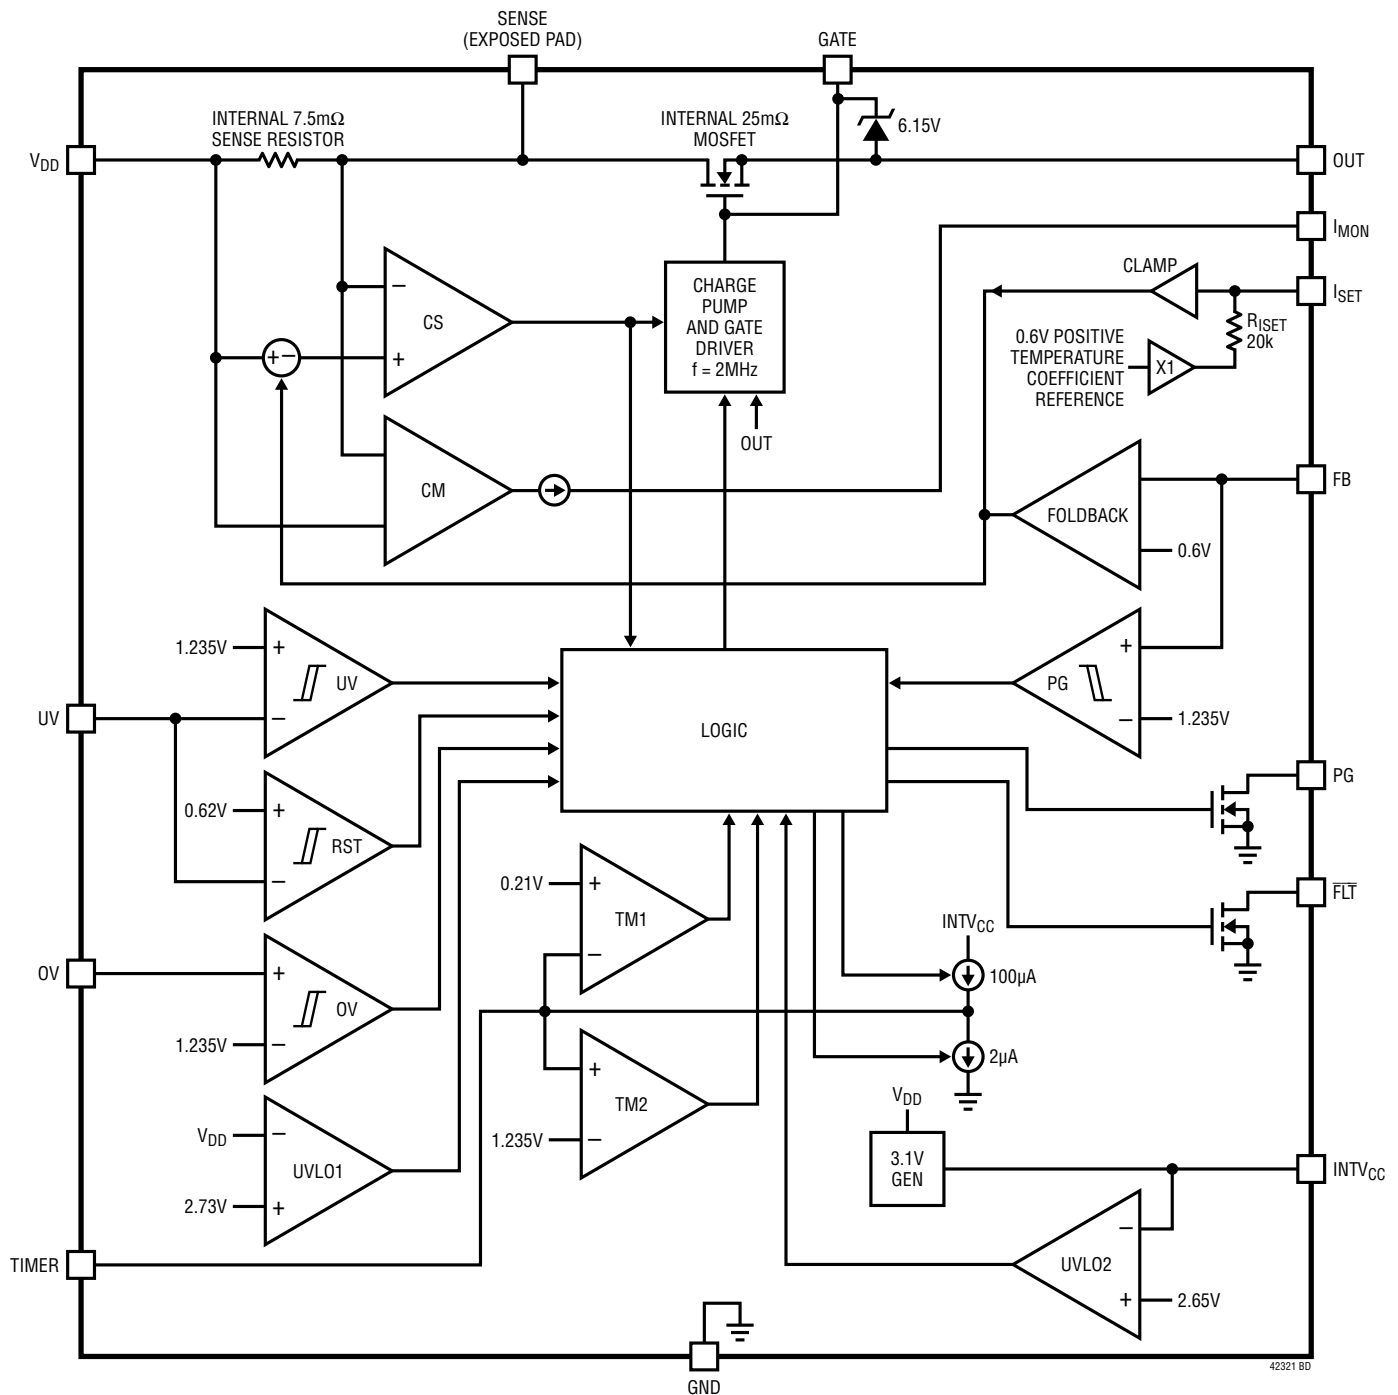 SENSE
(EXPOSED PAD)
GATE
INTERNAL 7.5mΩ
SENSE RESISTOR
INTERNAL 25mΩ
MOSFET
6.15V
VDD
OUT
IMON
CLAMP
ISET
RISET
20k
0.6V POSITIVE
TEMPERATURE
COEFFICIENT
REFERENCE
X1
CHARGE
PUMP
AND GATE
DRIVER
f = 2MHz
OUT
−
CS
+
+−
CM
FB
FOLDBACK
0.6V
1.235V
+
UV
−
UV
+
PG
−
1.235V
LOGIC
PG
0.62V
+
RST
−
0.21V
+
TM1
−
FLT
INTVCC
100µA
OV
+
OV
1.235V
−
2µA
+
TM2
1.235V
−
VDD
3.1V
GEN
INTVCC
VDD
−
UVLO1
2.73V
+
−
UVLO2
+
2.65V
TIMER
GND
42321 BD